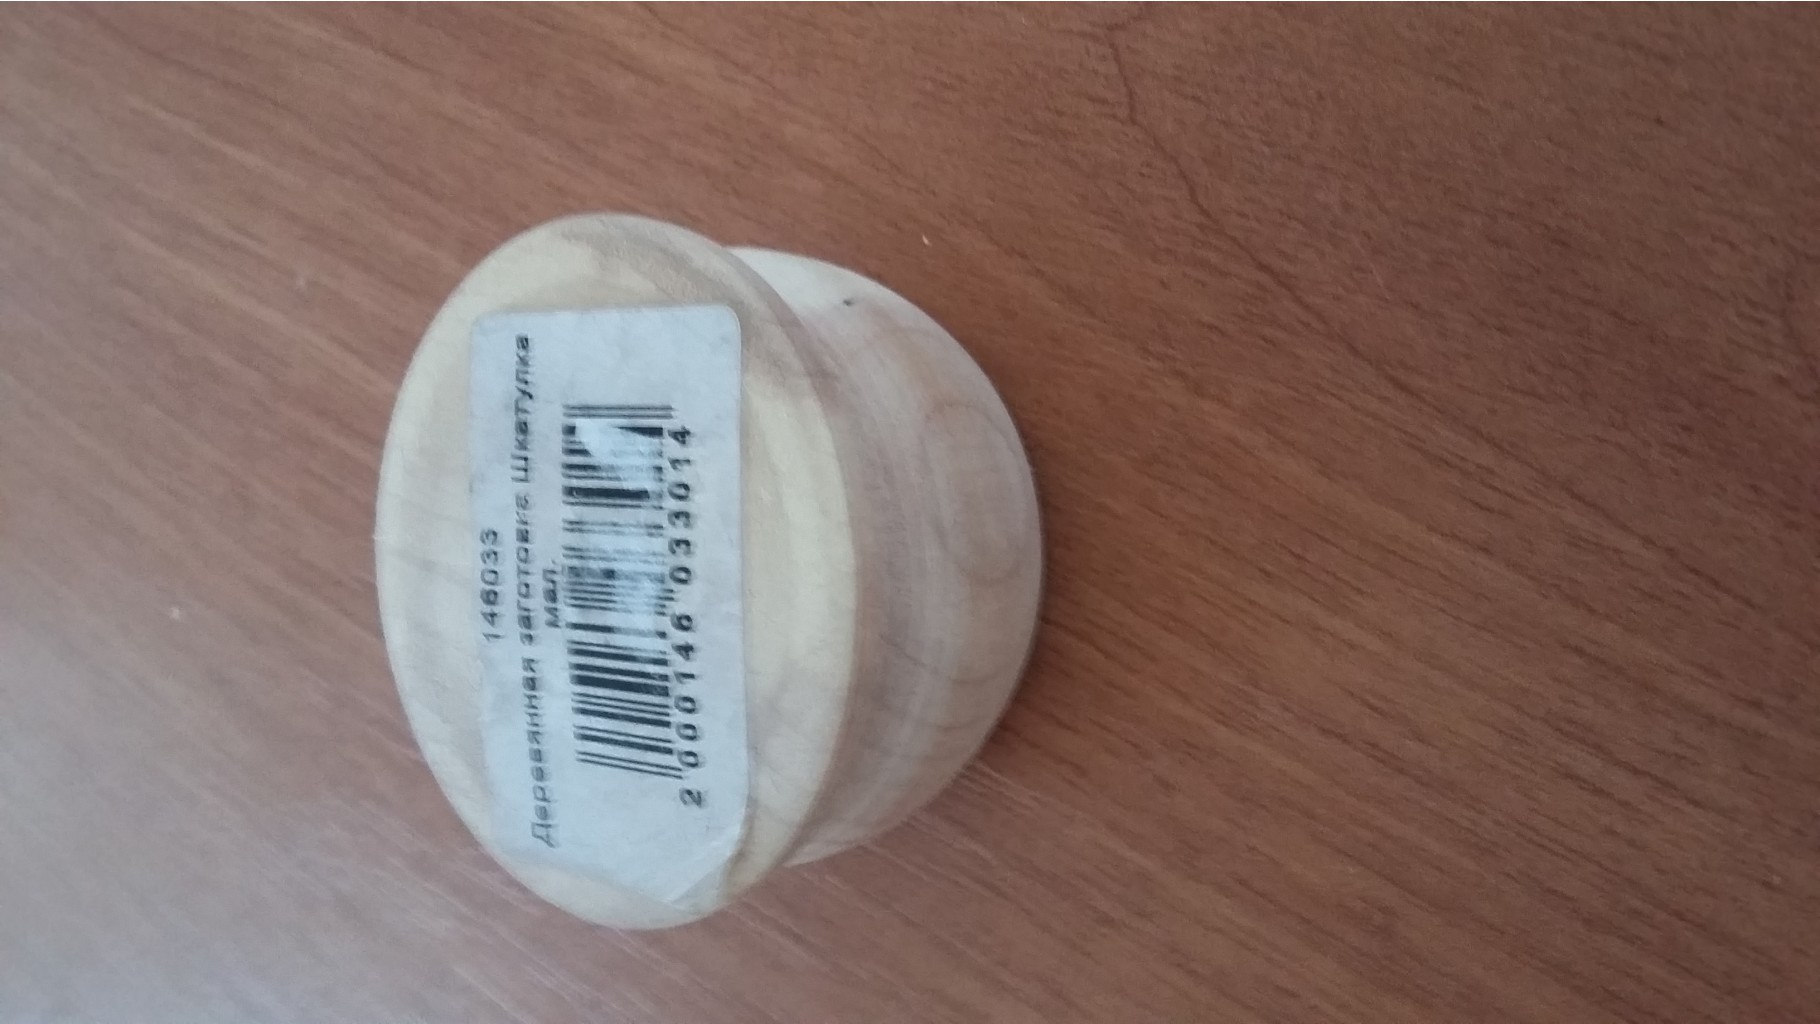 146033
Деревянная заготовка Шкатулка
мал.
2 000146 033014